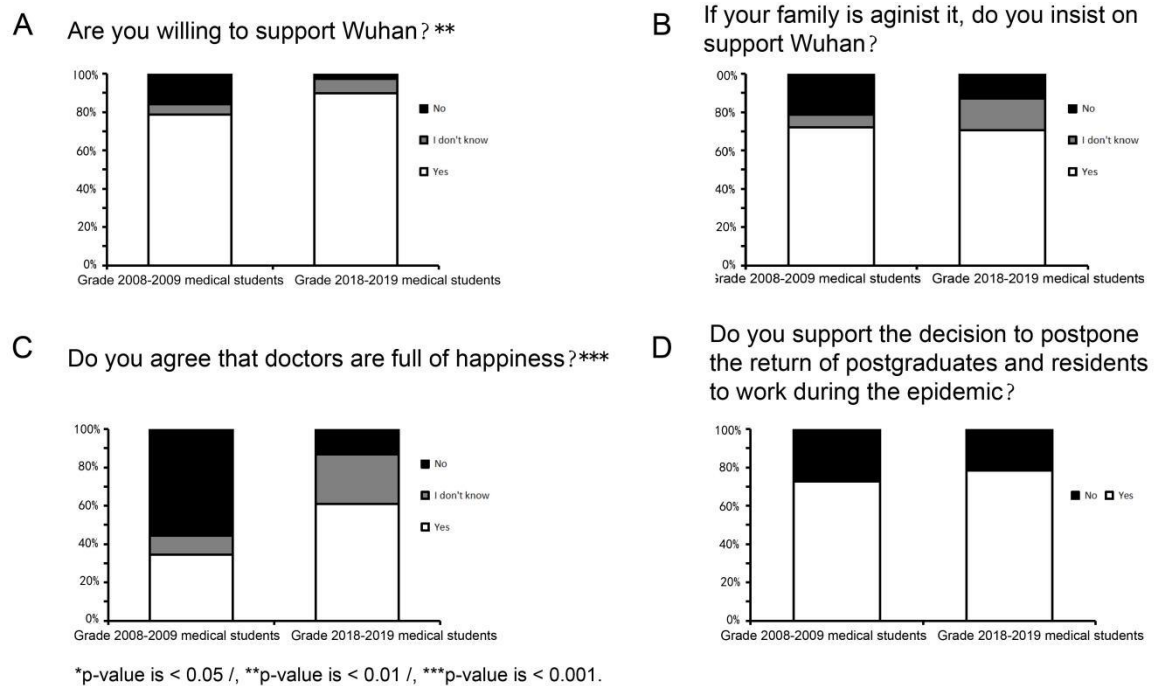 A
Are you willing to support Wuhan? **
100%
80%
60%
40%
20%
0%
No
I don't know
Yes
Grade 2008-2009 medical students
Grade 2018-2019 medical students
B
If your family is aginist it, do you insist on
support Wuhan?
00%
80%
60%
40%
20%
0%
No
I don't know
Yes
Grade 2008-2009 medical students
Grade 2018-2019 medical students
C
Do you agree that doctors are full of happiness?***
100%
80%
60%
40%
20%
0%
No
I don't know
Yes
Grade 2008-2009 medical students
Grade 2018-2019 medical students
D
Do you support the decision to postpone
the return of postgraduates and residents
to work during the epidemic?
100%
80%
60%
40%
20%
0%
No Yes
Grade 2008-2009 medical students
Grade 2018-2019 medical students
*p-value is < 0.05 /, **p-value is < 0.01 /, ***p-value is < 0.001.